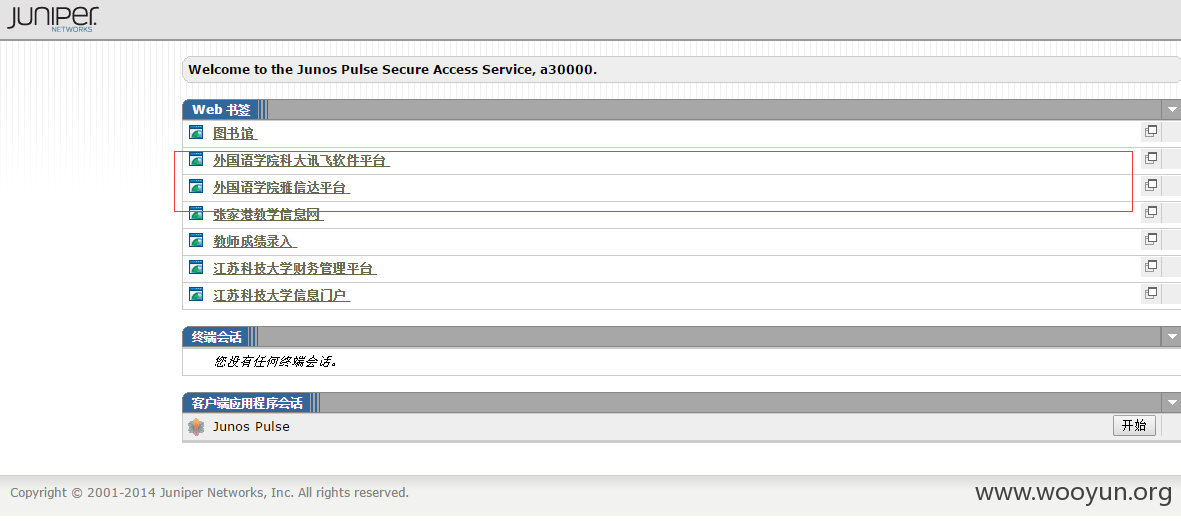 JUNIPER
NETWORKS
Welcome to the Junos Pulse Secure Access Service, a30000.
Web 书签
图书馆
外国语学院科大讯飞软件平台
外国语学院雅信达平台
张家港教学信息网
教师成绩录入
江苏科技大学财务管理平台
江苏科技大学信息门户
终端会话
您没有任何终端会话。
客户端应用程序会话
Junos Pulse
开始
Copyright © 2001-2014 Juniper Networks, Inc. All rights reserved.
www.wooyun.org